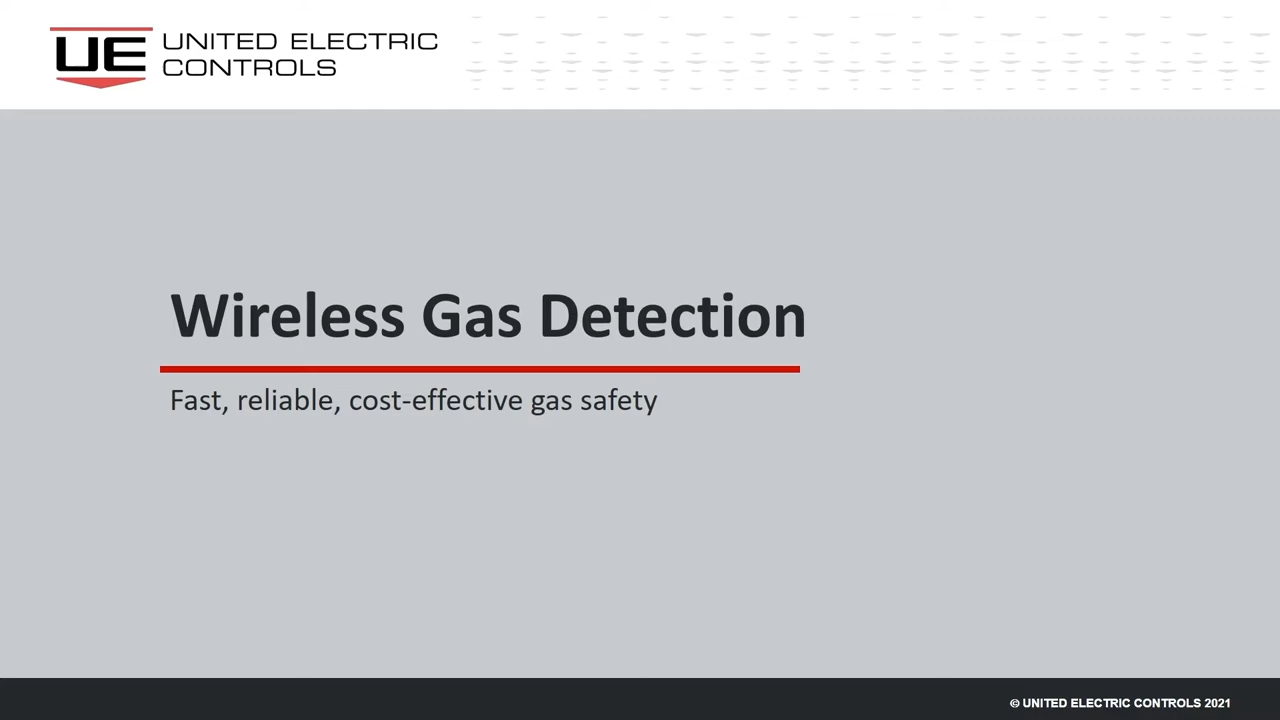 UE UNITED ELECTRIC
CONTROLS
Wireless Gas Detection
Fast, reliable, cost-effective gas safety
© UNITED ELECTRIC CONTROLS 2021